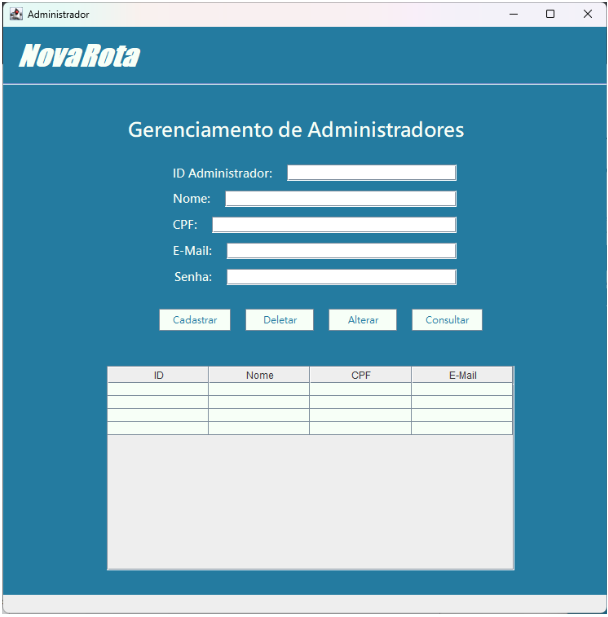 Administrador
NovaRota
Gerenciamento de Administradores
ID Administrador:
Nome:
CPF:
E-Mail:
Senha:
Cadastrar Deletar Alterar Consultar
ID Nome CPF E-Mail